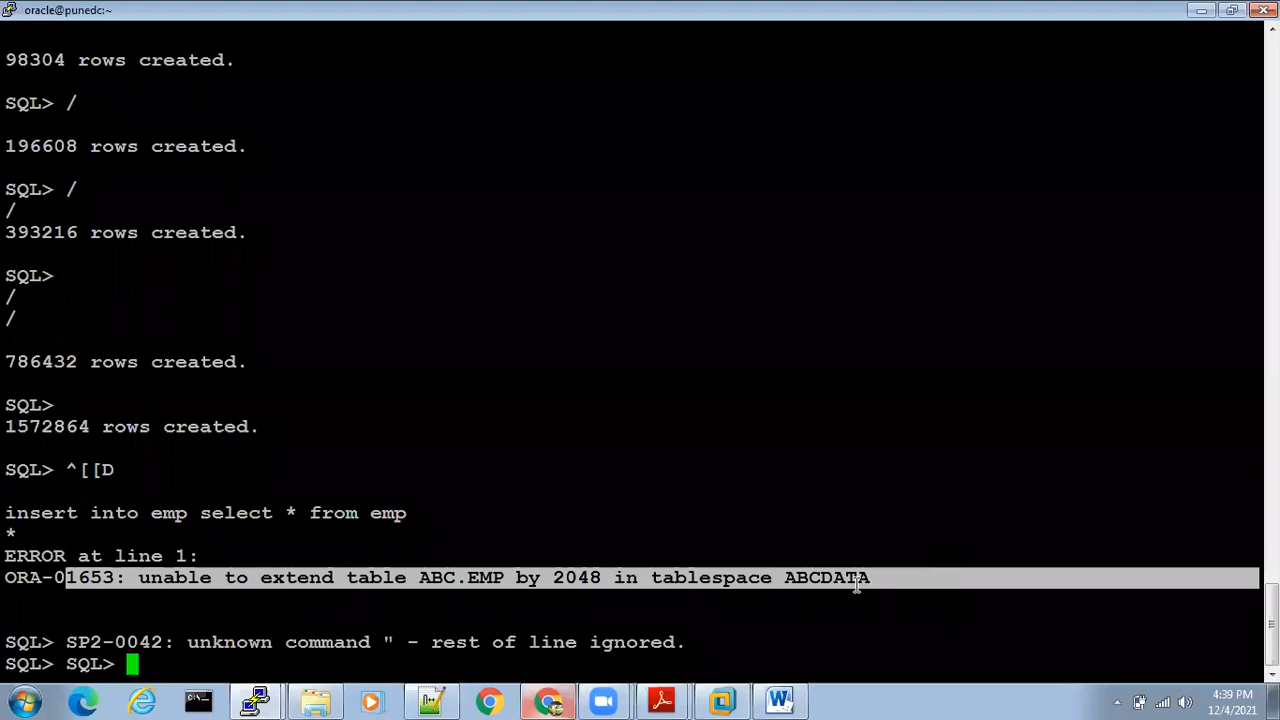 oracle@punedc:~
98304 rows created.
SQL> /
196608 rows created.
SQL> /
/
393216 rows created.
SQL>
/
/
786432 rows created.
SQL>
1572864 rows created.
SQL> ^[[D
insert into emp select * from emp
*
ERROR at line 1:
ORA-01653: unable to extend table ABC.EMP by 2048 in tablespace ABCDATA
SQL> SP2-0042: unknown command " - rest of line ignored.
SQL> SQL>
4:39 PM
12/4/2021